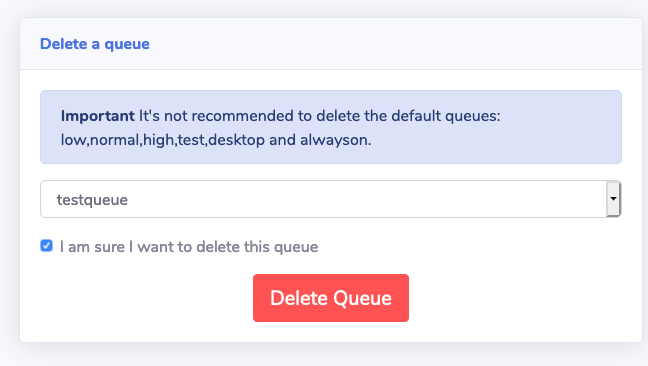 Delete a queue
Important It's not recommended to delete the default queues:
low,normal,high,test,desktop and alwayson.
testqueue
I am sure I want to delete this queue
Delete Queue